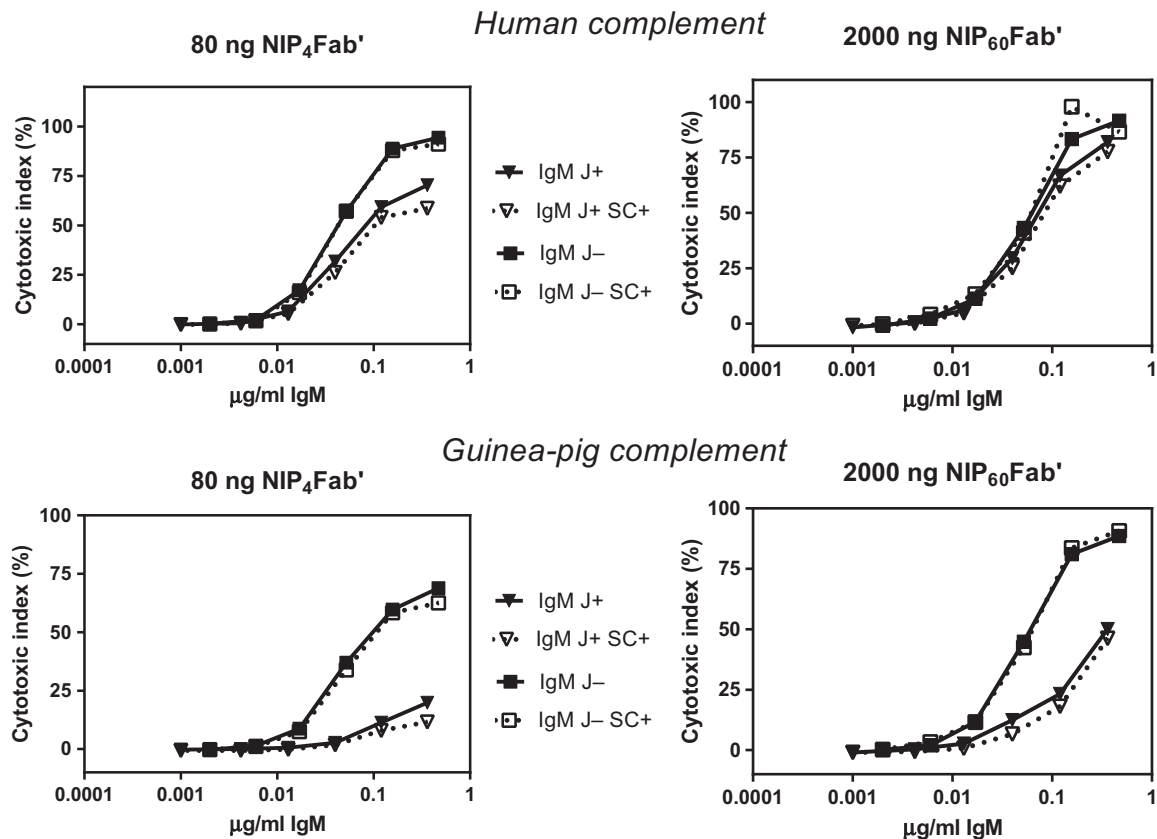 Human complement
80 ng NIP₄Fab'
2000 ng NIP₆₀Fab'
Cytotoxic index (%)
100
75
50
25
0
0.0001 0.001 0.01 0.1 1
μg/ml IgM
IgM J+
IgM J+ SC+
IgM J–
IgM J– SC+
Cytotoxic index (%)
100
75
50
25
0
0.0001 0.001 0.01 0.1 1
μg/ml IgM
Guinea-pig complement
80 ng NIP₄Fab'
2000 ng NIP₆₀Fab'
Cytotoxic index (%)
100
75
50
25
0
0.0001 0.001 0.01 0.1 1
μg/ml IgM
IgM J+
IgM J+ SC+
IgM J–
IgM J– SC+
Cytotoxic index (%)
100
75
50
25
0
0.0001 0.001 0.01 0.1 1
μg/ml IgM